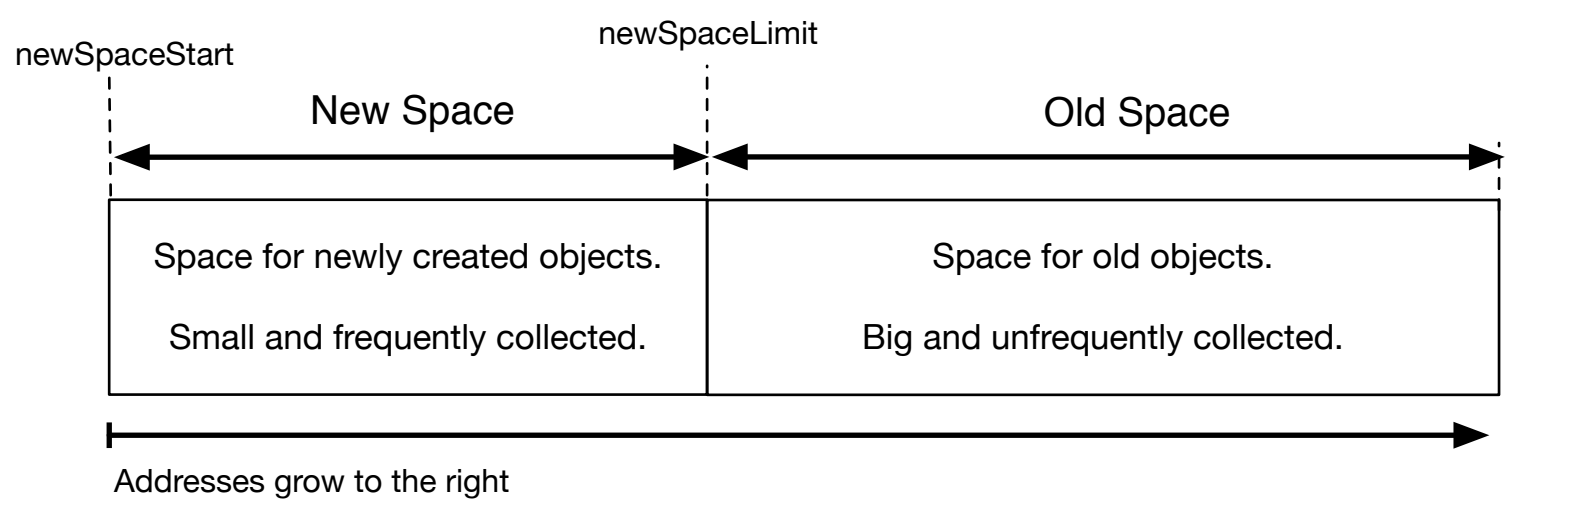 newSpaceStart
newSpaceLimit
New Space
Old Space
Space for newly created objects.
Small and frequently collected.
Space for old objects.
Big and unfrequently collected.
Addresses grow to the right